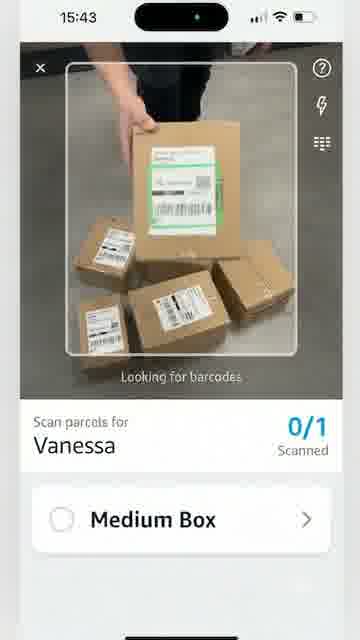 15:43
Looking for barcodes
Scan parcels for
Vanessa
0/1
Scanned
Medium Box